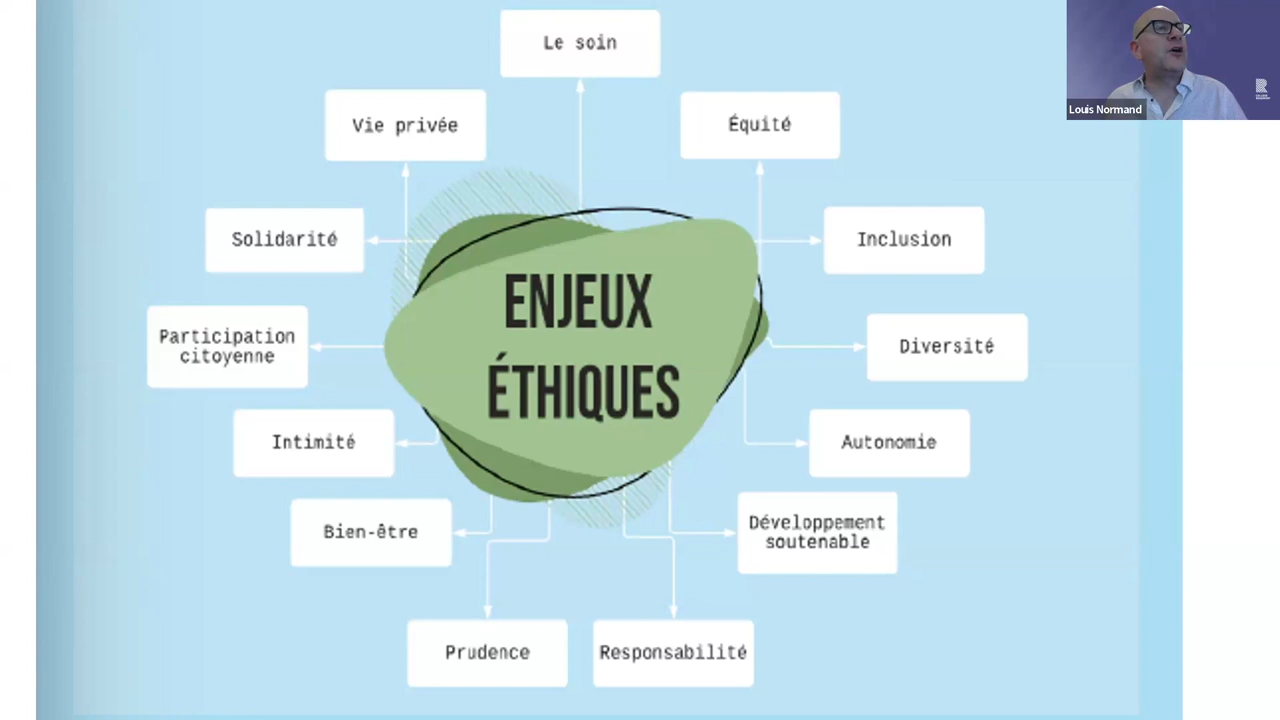 Le soin
Louis Normand
Vie privée
Équité
Solidarité
Inclusion
ENJEUX
ÉTHIQUES
Participation
citoyenne
Diversité
Intimité
Autonomie
Bien-être
Développement
soutenable
Prudence
Responsabilité